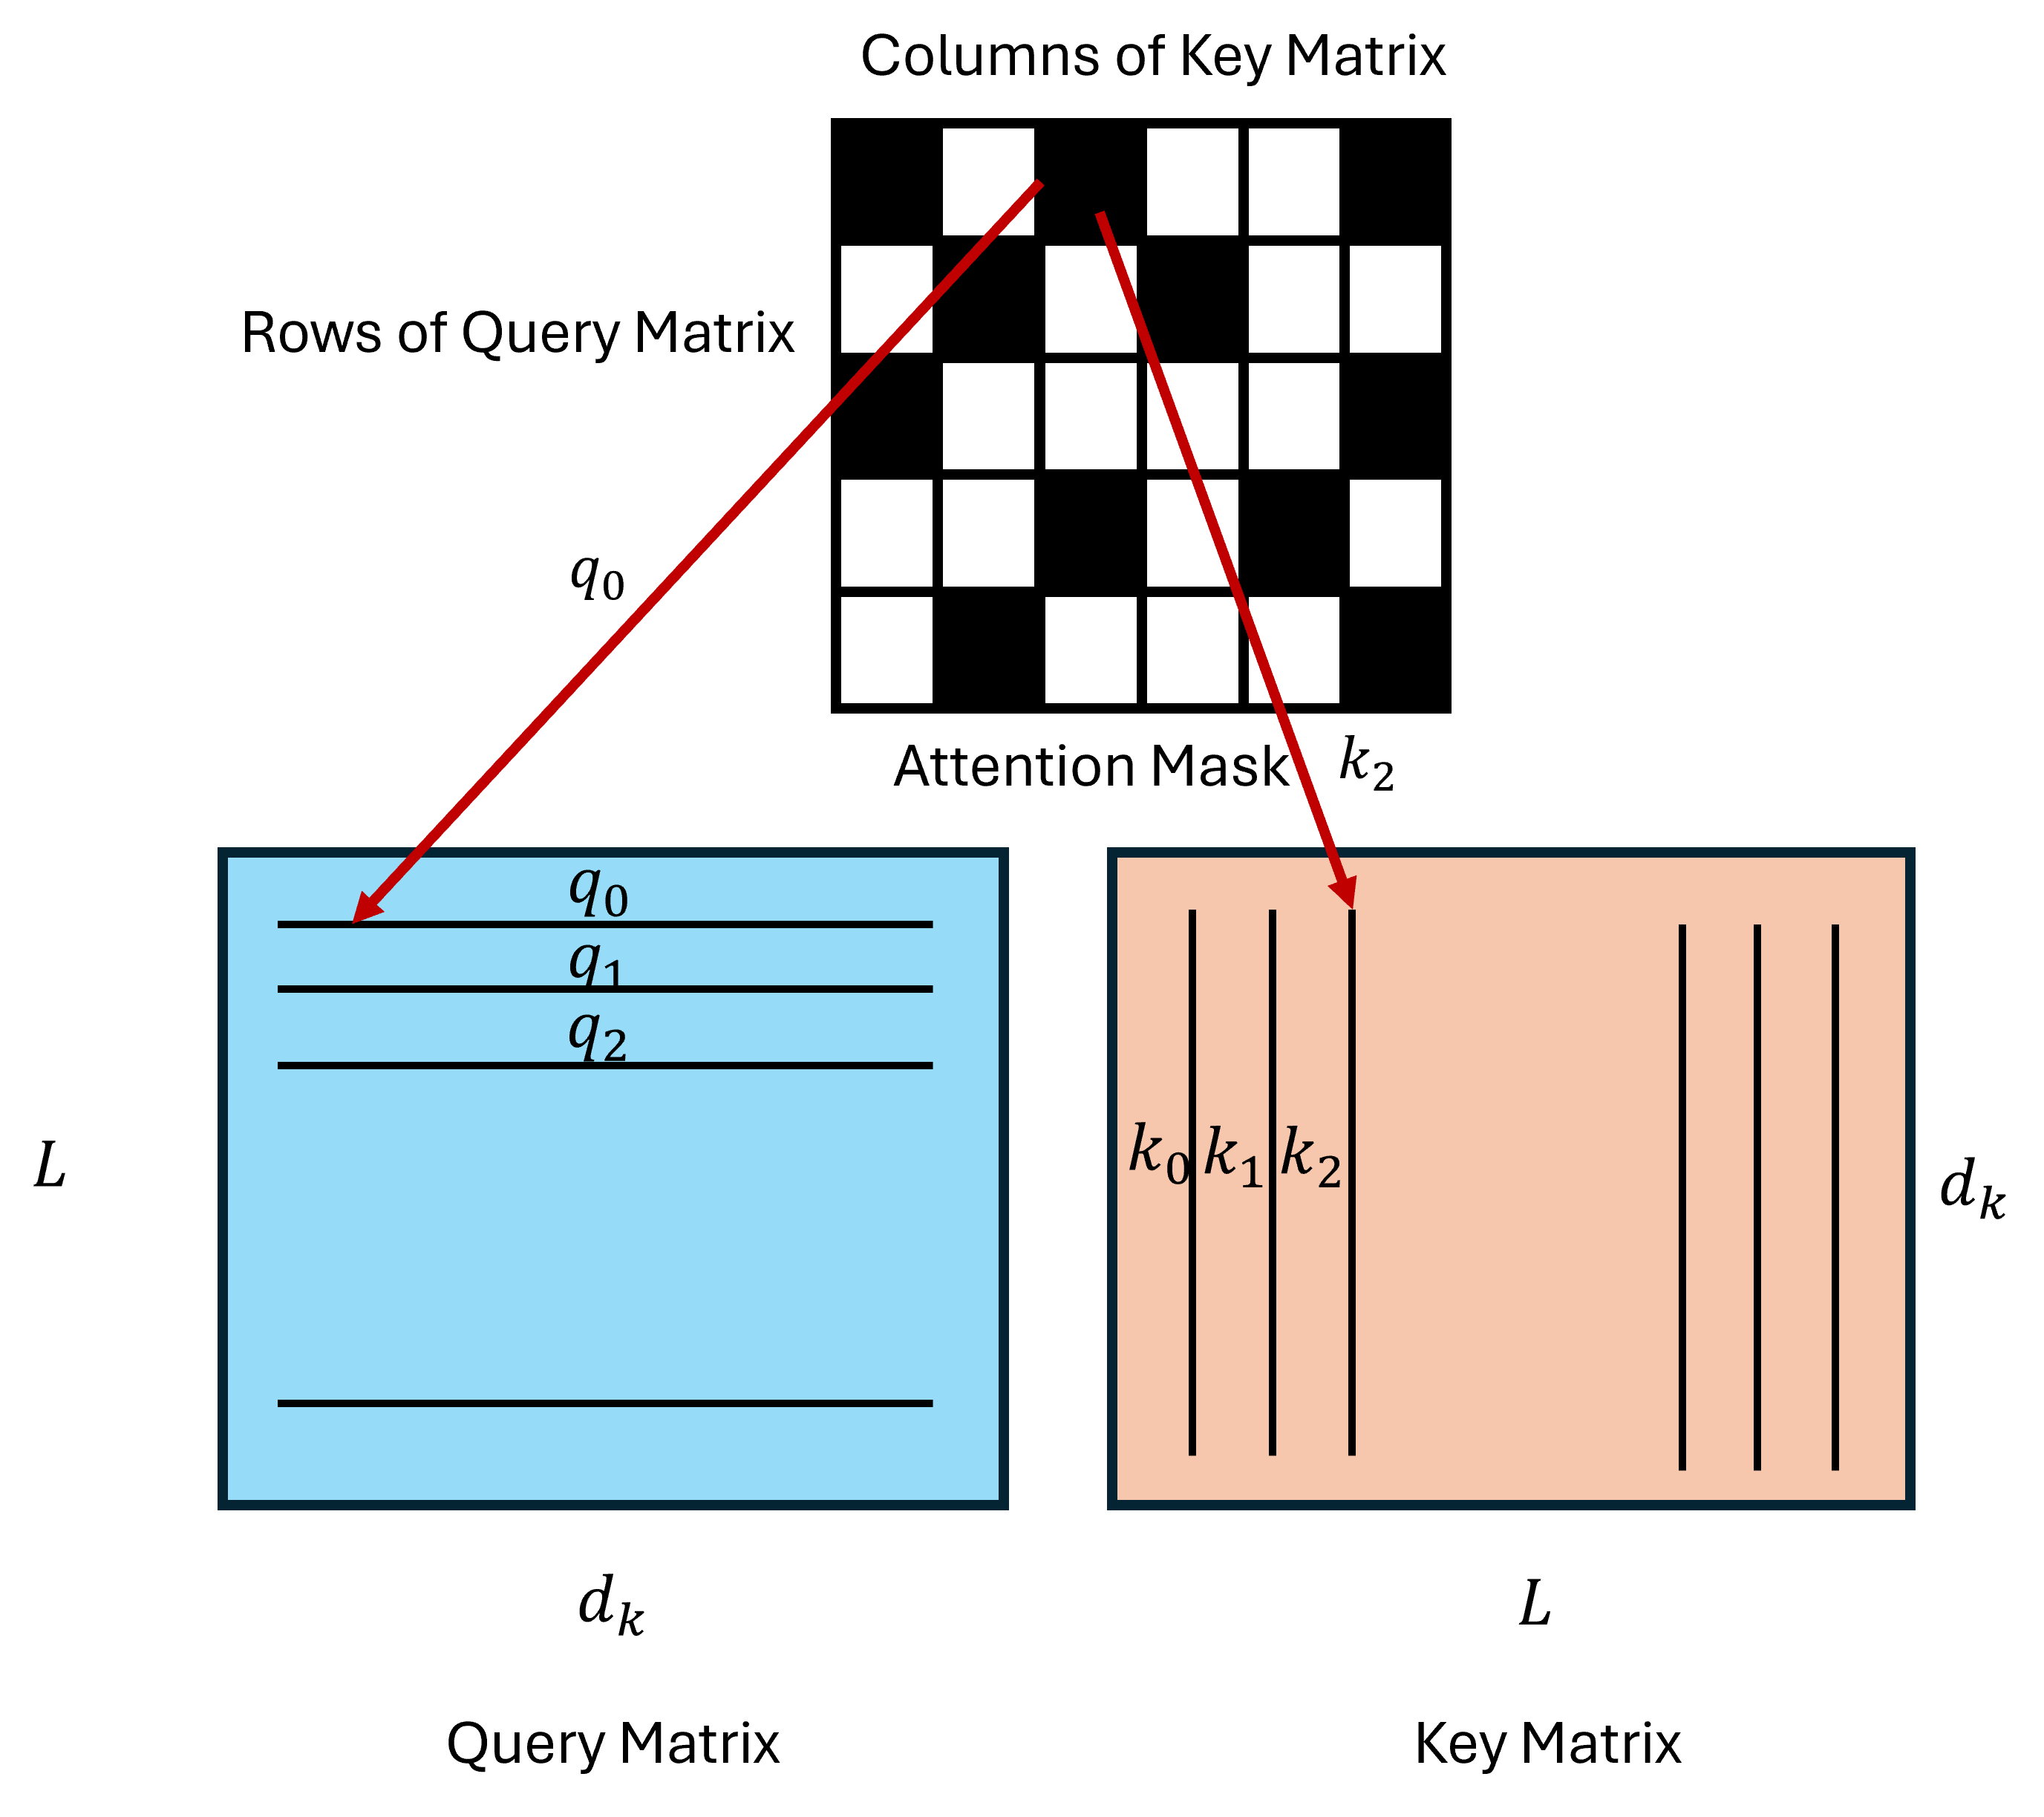 Columns of Key Matrix
Rows of Query Matrix
q₀
Attention Mask
k₂
q₀
q₁
q₂
k₀ k₁ k₂
L
dₖ
dₖ
L
Query Matrix
Key Matrix